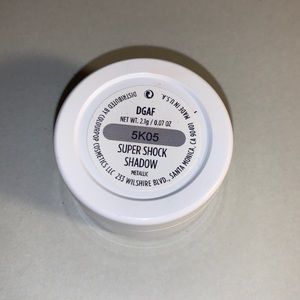 DGAF
NET WT. 2.1g / 0.07 OZ
5K05
SUPER SHOCK
SHADOW
METALLIC
DISTRIBUTED BY COLOURPOP COSMETICS LLC 233 WILSHIRE BLVD., SANTA MONICA, CA 90401 MADE IN U.S.A.